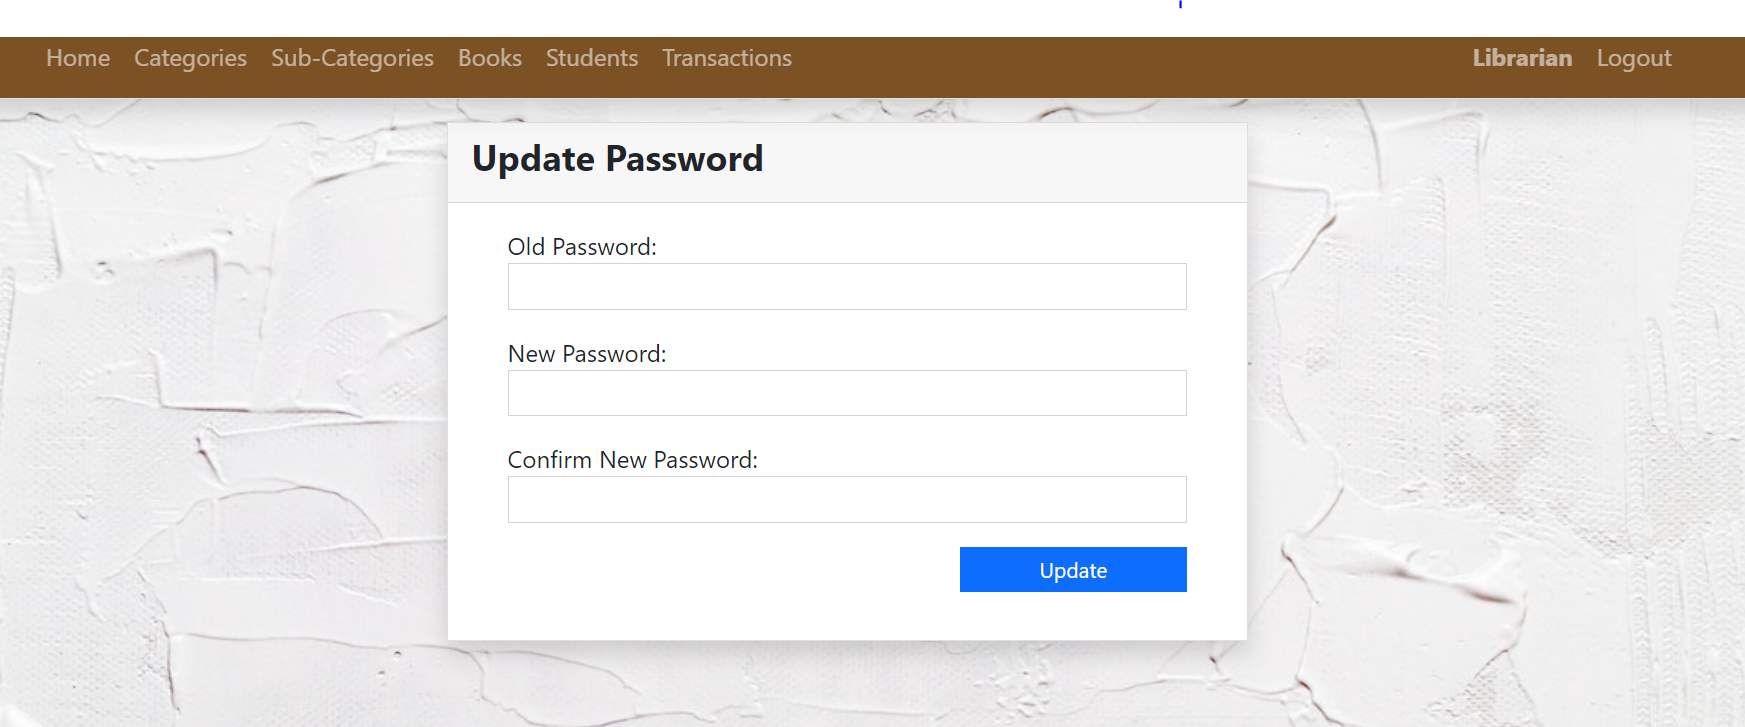 Home Categories Sub-Categories Books Students Transactions Librarian Logout
Update Password
Old Password:
New Password:
Confirm New Password:
Update